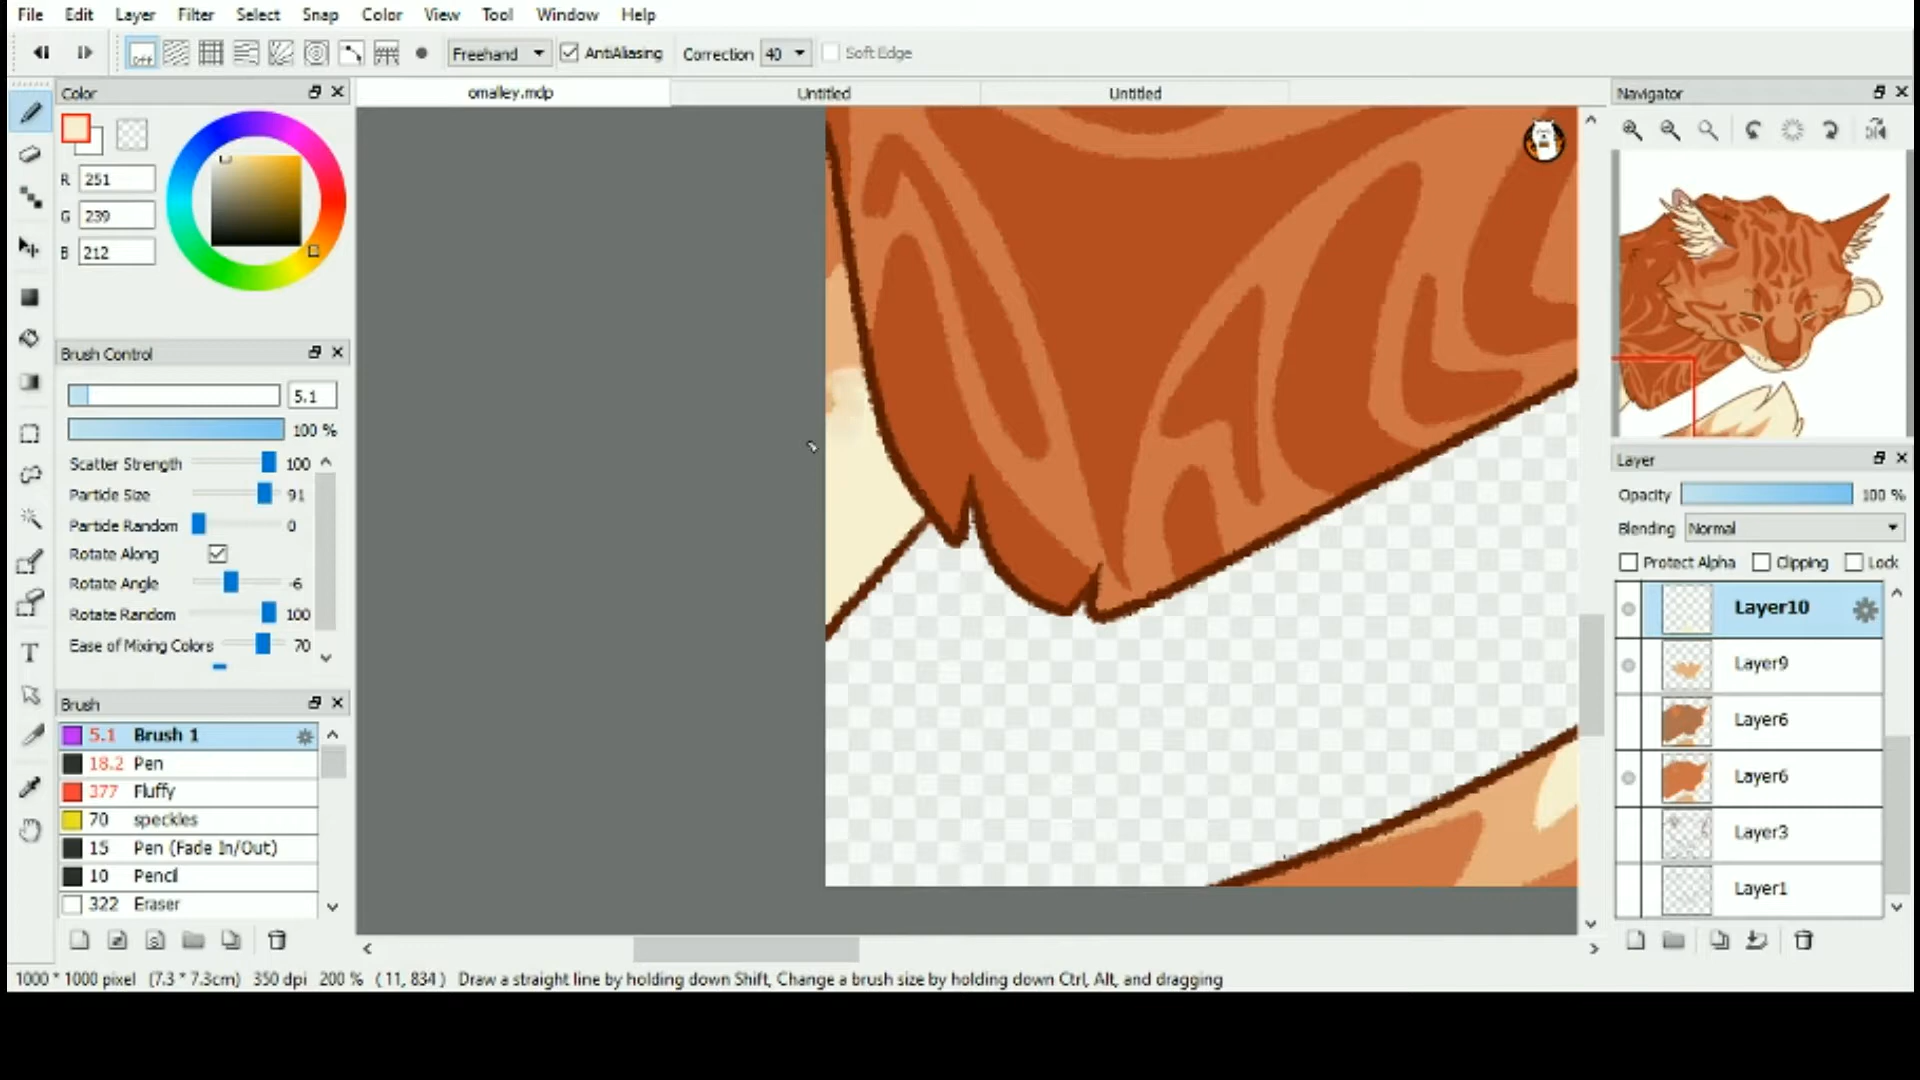 File Edit Layer Filter Select Snap Color View Tool Window Help
off Freehand AntiAliasing Correction 40 Soft Edge
Color
omalley.mdp Untitled Untitled
Navigator
R 251
G 239
B 212
Brush Control
5.1
100 %
Scatter Strength 100
Particle Size 91
Particle Random 0
Rotate Along
Rotate Angle -6
Rotate Random 100
Ease of Mixing Colors 70
Brush
5.1 Brush 1
18.2 Pen
377 Fluffy
70 speckles
15 Pen (Fade In/Out)
10 Pencil
322 Eraser
Layer
Opacity 100 %
Blending Normal
Protect Alpha Clipping Lock
Layer10
Layer9
Layer6
Layer6
Layer3
Layer1
1000 * 1000 pixel (7.3 * 7.3cm) 350 dpi 200 % ( 11, 834 ) Draw a straight line by holding down Shift, Change a brush size by holding down Ctrl, Alt, and dragging